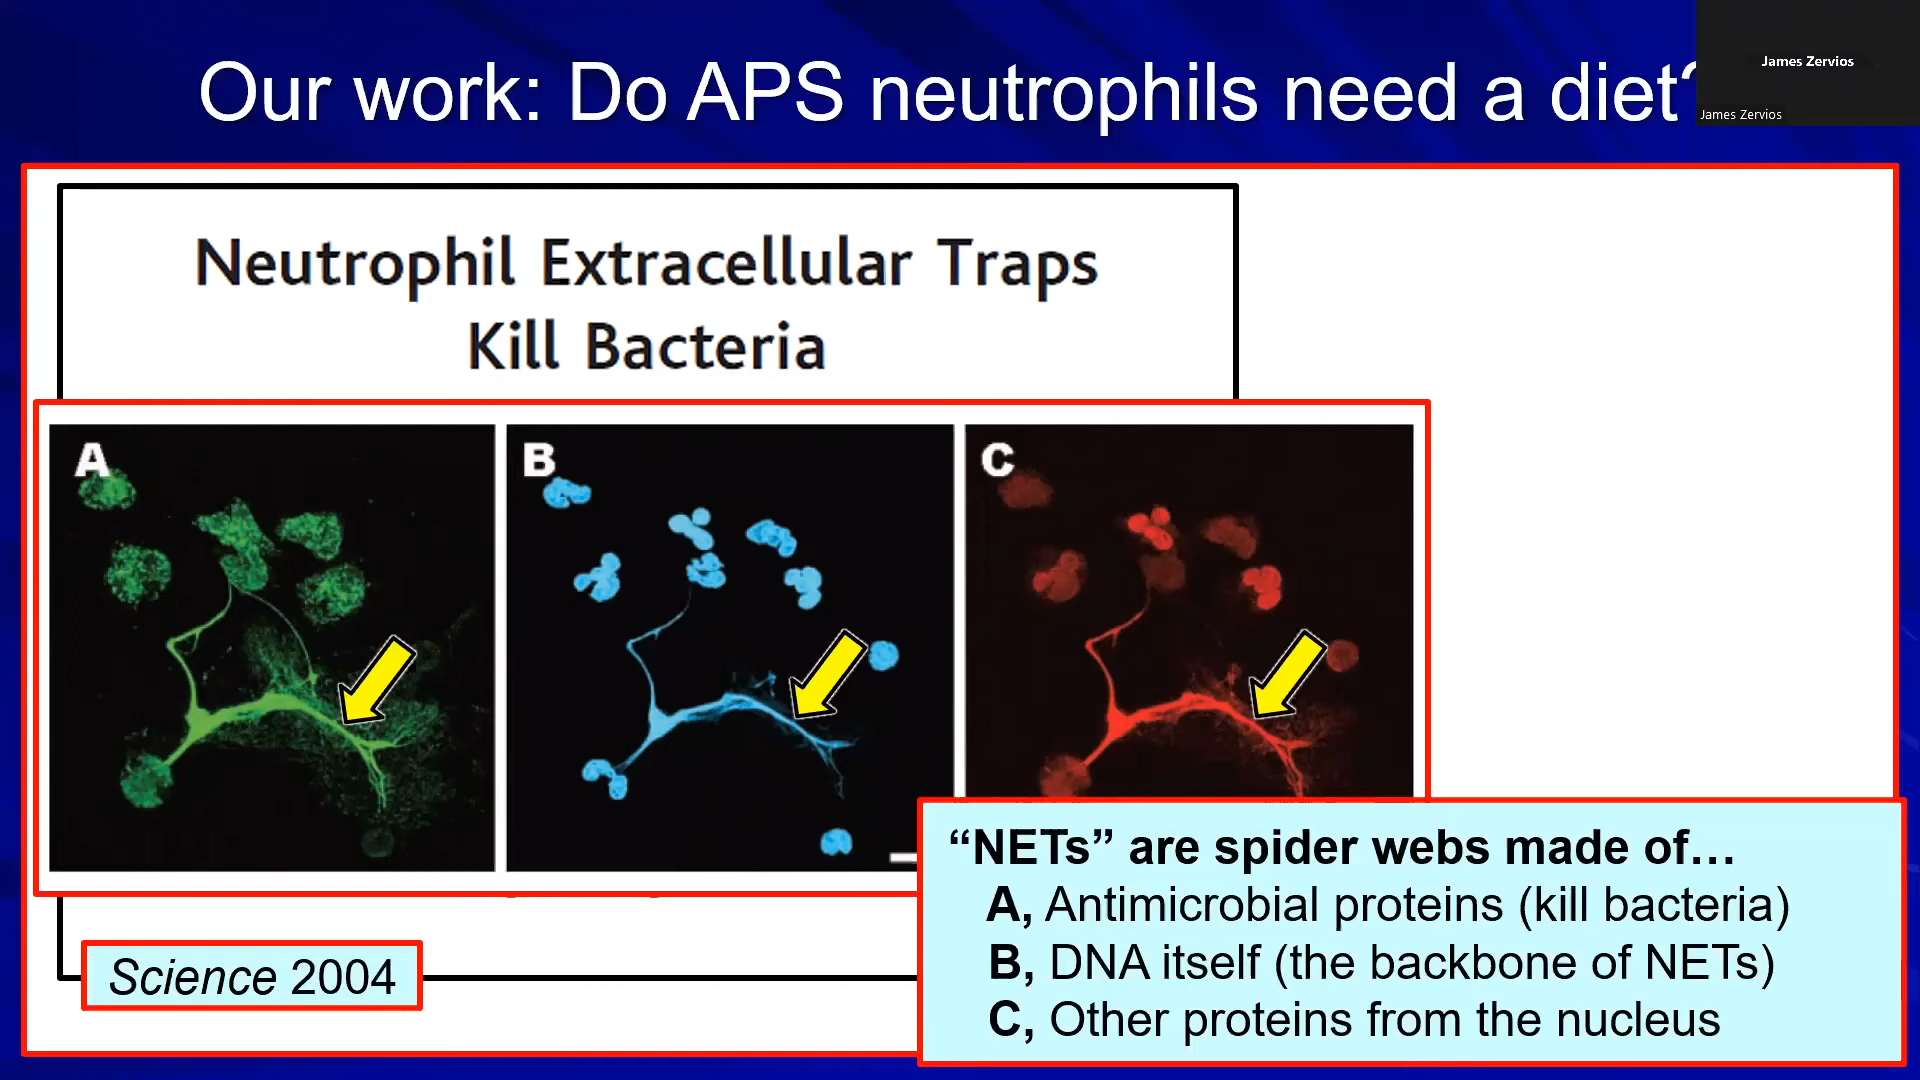 Our work: Do APS neutrophils need a diet?
James Zervios
James Zervios
Neutrophil Extracellular Traps
Kill Bacteria
A
B
C
“NETs” are spider webs made of…
A, Antimicrobial proteins (kill bacteria)
B, DNA itself (the backbone of NETs)
C, Other proteins from the nucleus
Science 2004